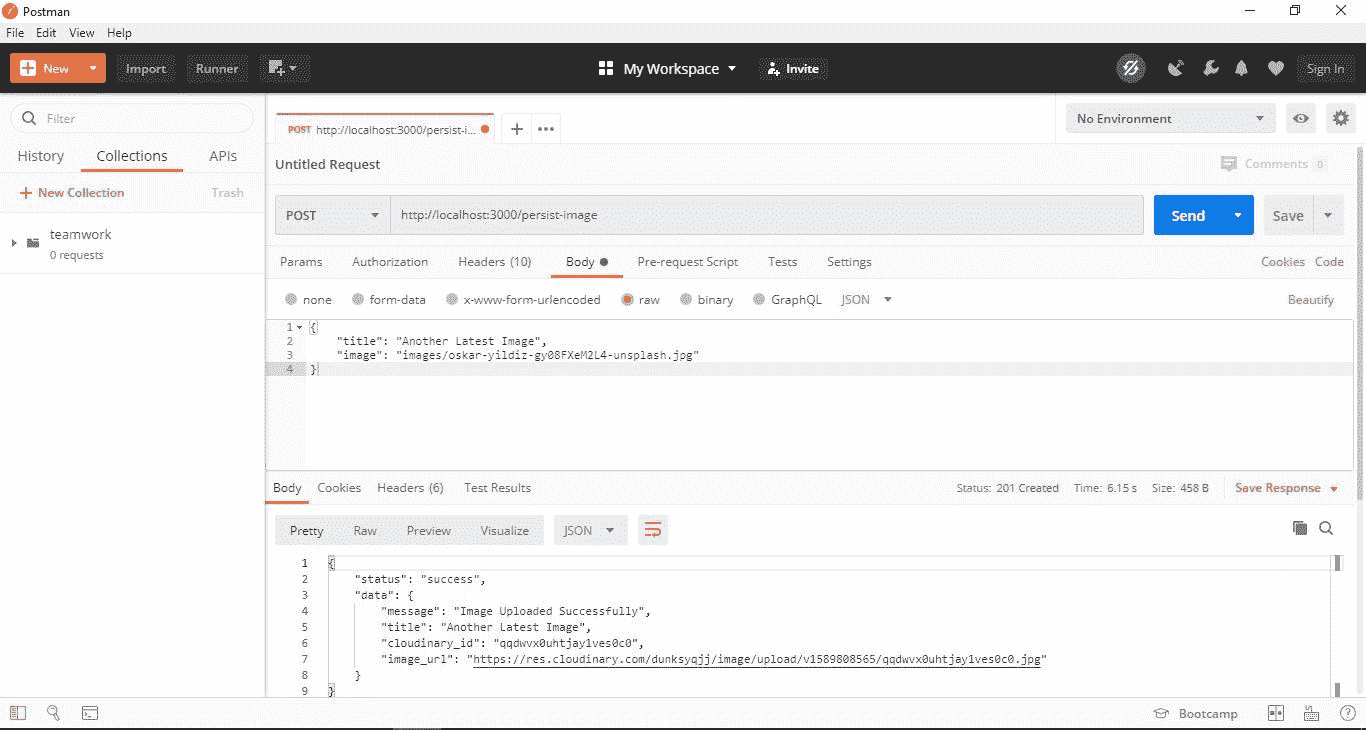 Postman
File Edit View Help
New Import Runner My Workspace Invite Sign In
Filter
History Collections APIs
New Collection Trash
teamwork
0 requests
POST http://localhost:3000/persist-i...
No Environment
Untitled Request
Comments 0
POST http://localhost:3000/persist-image
Send Save
Params Authorization Headers (10) Body Pre-request Script Tests Settings Cookies Code
none form-data x-www-form-urlencoded raw binary GraphQL JSON Beautify
1 {
2 "title": "Another Latest Image",
3 "image": "images/oskar-yildiz-gy08FXeM2L4-unsplash.jpg"
4 }
Body Cookies Headers (6) Test Results Status: 201 Created Time: 6.15 s Size: 458 B Save Response
Pretty Raw Preview Visualize JSON
1 {
2 "status": "success",
3 "data": {
4 "message": "Image Uploaded Successfully",
5 "title": "Another Latest Image",
6 "cloudinary_id": "qqdwvx0uhtjay1ves0c0",
7 "image_url": "https://res.cloudinary.com/dunksyqjj/image/upload/v1589808565/qqdwvx0uhtjay1ves0c0.jpg"
8 }
9 }
Bootcamp